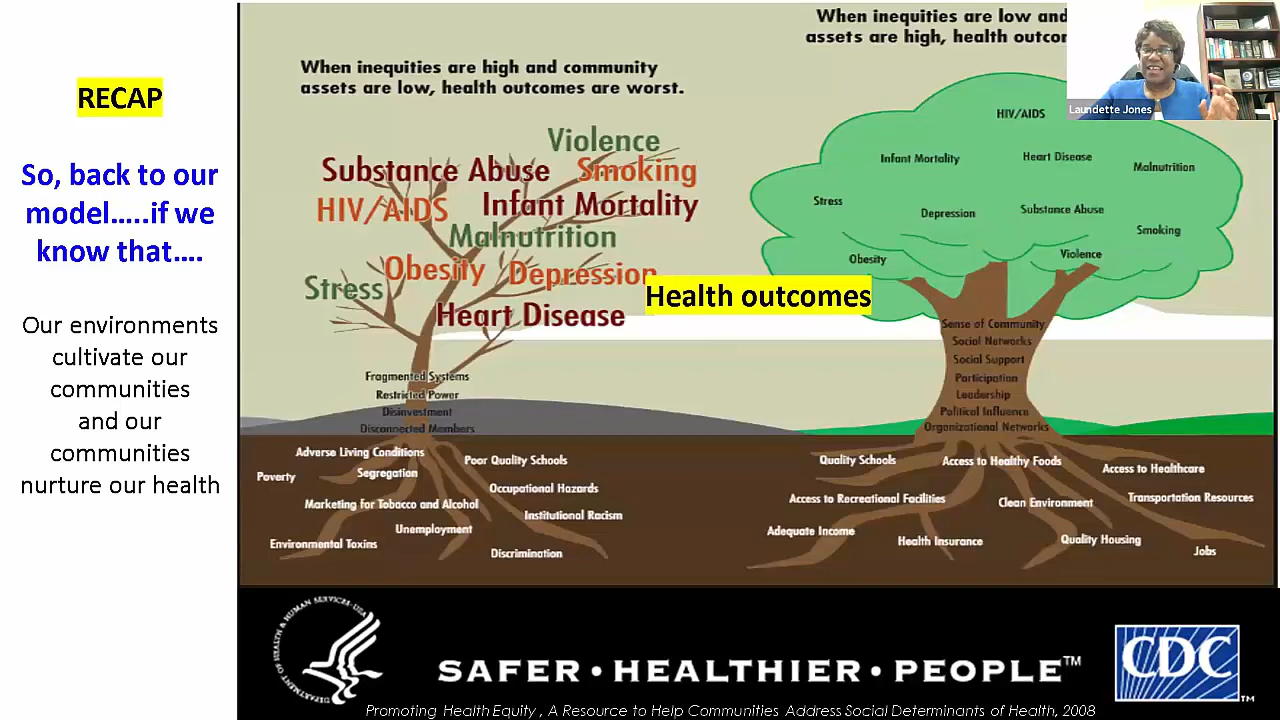 RECAP
So, back to our
model.....if we
know that....
Our environments
cultivate our
communities
and our
communities
nurture our health
When inequities are high and community
assets are low, health outcomes are worst.
Violence
Substance Abuse
Smoking
HIV/AIDS
Infant Mortality
Malnutrition
Obesity
Depression
Stress
Heart Disease
Fragmented Systems
Restricted Power
Disinvestment
Disconnected Members
Adverse Living Conditions
Poor Quality Schools
Poverty
Segregation
Occupational Hazards
Marketing for Tobacco and Alcohol
Institutional Racism
Unemployment
Environmental Toxins
Discrimination
Health outcomes
When inequities are low and
assets are high, health
Laundette Jones
HIV/AIDS
Infant Mortality
Heart Disease
Malnutrition
Stress
Depression
Substance Abuse
Smoking
Obesity
Violence
Sense of Community
Social Networks
Social Support
Participation
Leadership
Political Influence
Organizational Networks
Quality Schools
Access to Healthy Foods
Access to Healthcare
Access to Recreational Facilities
Clean Environment
Transportation Resources
Adequate Income
Health Insurance
Quality Housing
Jobs
DEPARTMENT OF HEALTH & HUMAN SERVICES•USA
SAFER • HEALTHIER • PEOPLE™
CDC
TM
Promoting Health Equity , A Resource to Help Communities Address Social Determinants of Health, 2008